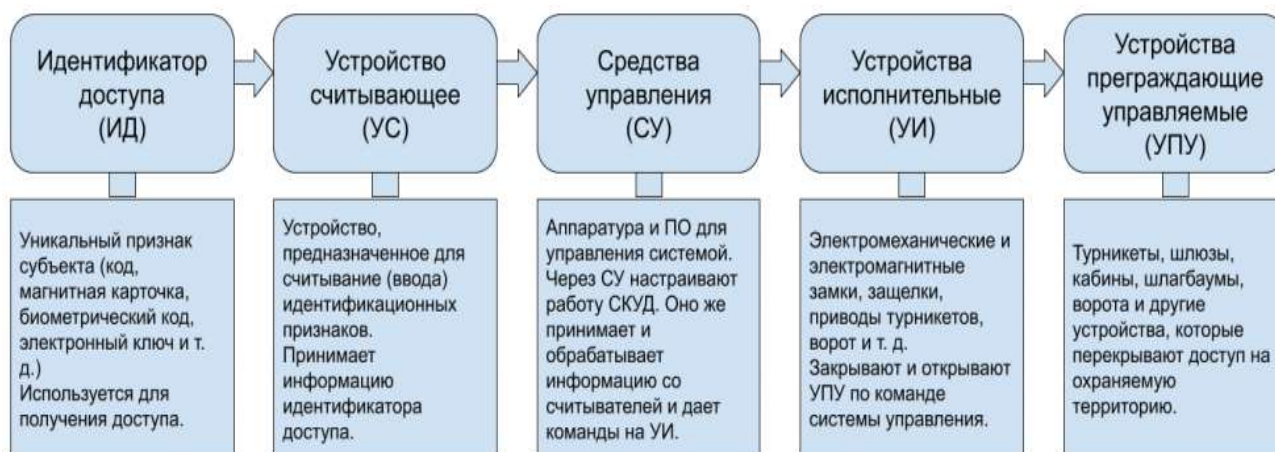 Идентификатор
доступа
(ИД)
Устройство
считывающее
(УС)
Средства
управления
(СУ)
Устройства
исполнительные
(УИ)
Устройства
преграждающие
управляемые
(УПУ)
Уникальный признак
субъекта (код,
магнитная карточка,
биометрический код,
электронный ключ и т.
д.)
Используется для
получения доступа.
Устройство,
предназначенное для
считывание (ввода)
идентификационных
признаков.
Принимает
информацию
идентификатора
доступа.
Аппаратура и ПО для
управления системой.
Через СУ настраивают
работу СКУД. Оно же
принимает и
обрабатывает
информацию со
считывателей и дает
команды на УИ.
Электромеханические и
электромагнитные
замки, защелки,
приводы турникетов,
ворот и т. д.
Закрывают и открывают
УПУ по команде
системы управления.
Турникеты, шлюзы,
кабины, шлагбаумы,
ворота и другие
устройства, которые
перекрывают доступ на
охраняемую
территорию.